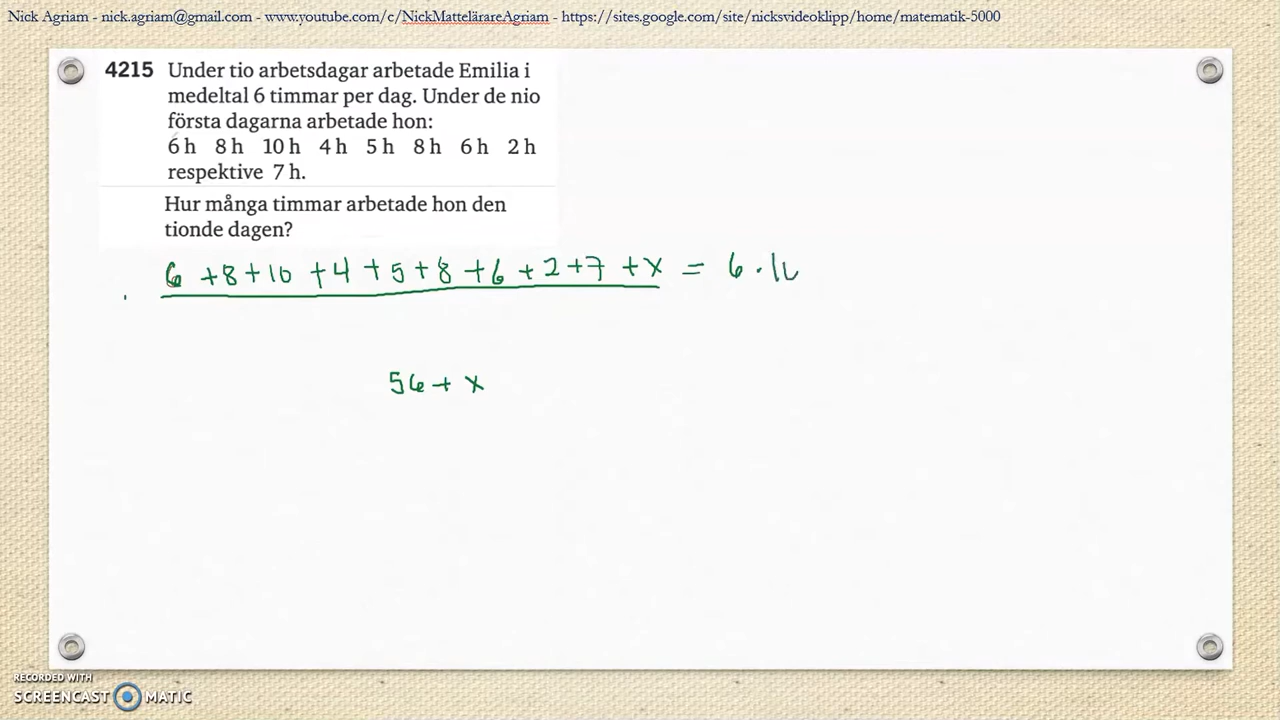 Nick Agriam - nick.agriam@gmail.com - www.youtube.com/c/NickMattelärareAgriam - https://sites.google.com/site/nicksvideoklipp/home/matematik-5000
4215 Under tio arbetsdagar arbetade Emilia i
medeltal 6 timmar per dag. Under de nio
första dagarna arbetade hon:
6 h 8 h 10 h 4 h 5 h 8 h 6 h 2 h
respektive 7 h.
Hur många timmar arbetade hon den
tionde dagen?
6 +8+10 +4 +5+8 +6 +2+7 +x = 6 · 10
56+ x
RECORDED WITH
SCREENCAST MATIC